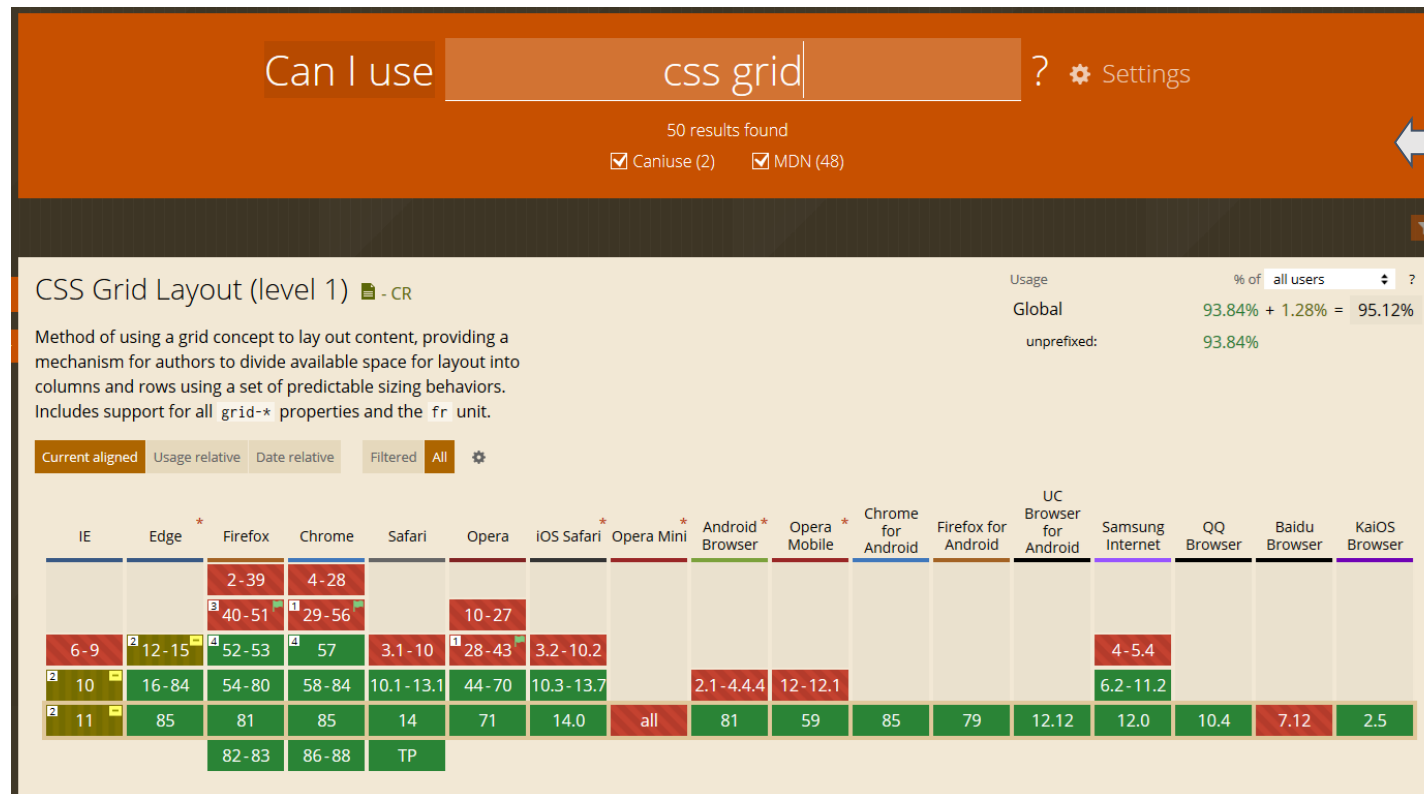 Can I use css grid ? Settings
50 results found
Caniuse (2) MDN (48)
CSS Grid Layout (level 1) - CR
Method of using a grid concept to lay out content, providing a
mechanism for authors to divide available space for layout into
columns and rows using a set of predictable sizing behaviors.
Includes support for all grid-* properties and the fr unit.
Usage % of all users ?
Global 93.84% + 1.28% = 95.12%
unprefixed: 93.84%
Current aligned Usage relative Date relative Filtered All
IE Edge * Firefox Chrome Safari Opera iOS Safari * Opera Mini * Android Browser * Opera Mobile * Chrome for Android Firefox for Android UC Browser for Android Samsung Internet QQ Browser Baidu Browser KaiOS Browser
2-39 4-28
3 40-51 1 29-56 10-27
6-9 2 12-15 4 52-53 4 57 3.1-10 1 28-43 3.2-10.2 4-5.4
2 10 16-84 54-80 58-84 10.1-13.1 44-70 10.3-13.7 2.1-4.4.4 12-12.1 6.2-11.2
2 11 85 81 85 14 71 14.0 all 81 59 85 79 12.12 12.0 10.4 7.12 2.5
82-83 86-88 TP